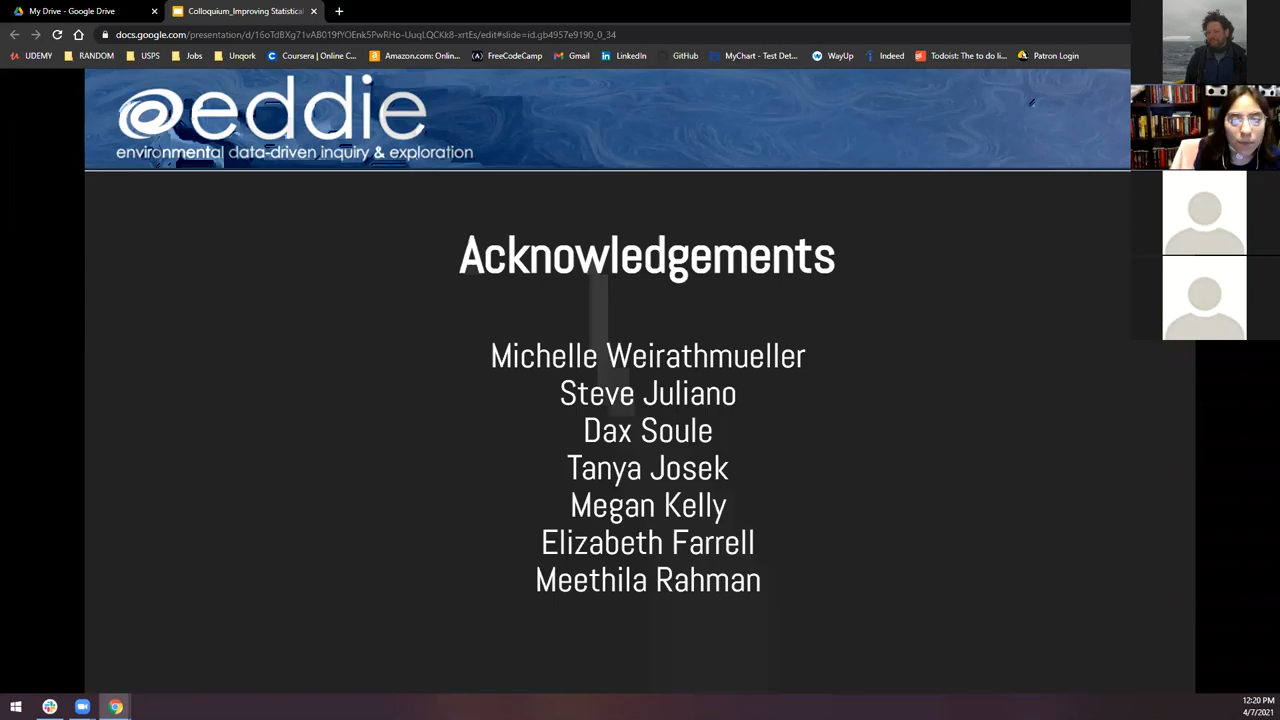 My Drive - Google Drive
Colloquium_Improving Statistical
docs.google.com/presentation/d/16oTdBXg71vAB019fYOEnk5PwRHo-UuqLQCKk8-xrtEs/edit#slide=id.gb4957e9190_0_34
UDEMY RANDOM USPS Jobs Unqork Coursera | Online C... Amazon.com: Onlin... FreeCodeCamp Gmail LinkedIn GitHub MyChart - Test Det... WayUp Indeed Todoist: The to do li... Patron Login
eddie
environmental data-driven inquiry & exploration
Acknowledgements
Michelle Weirathmueller
Steve Juliano
Dax Soule
Tanya Josek
Megan Kelly
Elizabeth Farrell
Meethila Rahman
12:20 PM
4/7/2021